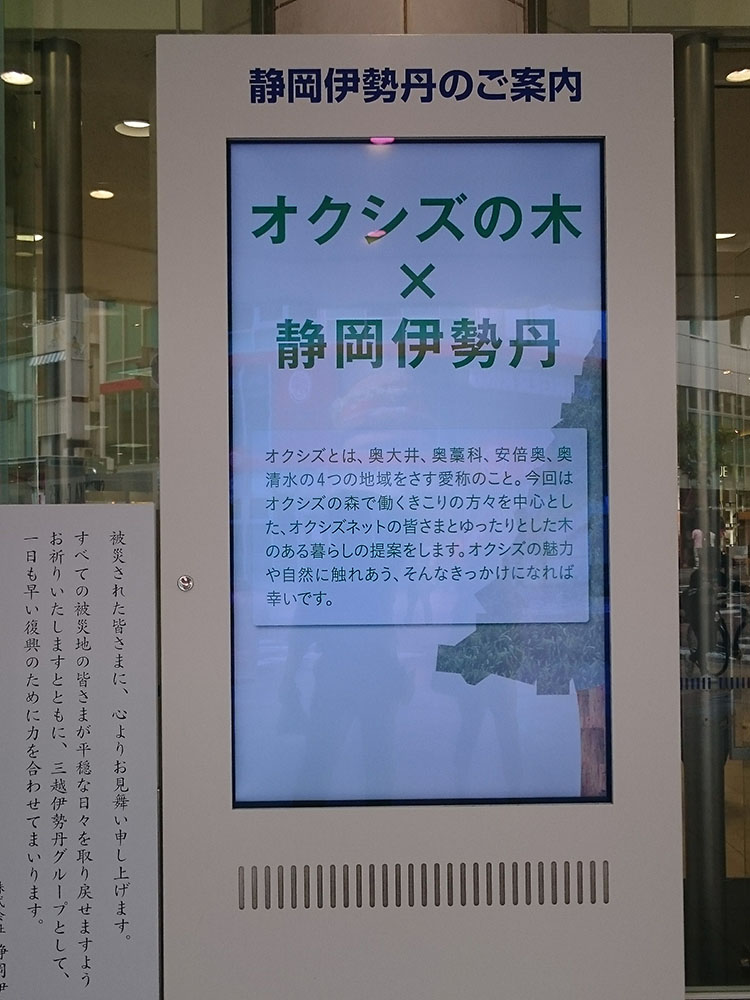 静岡伊勢丹のご案内
オクシズの木
×
静岡伊勢丹
オクシズとは、奥大井、奥藁科、安倍奥、奥
清水の4つの地域をさす愛称のこと。今回は
オクシズの森で働くきこりの方々を中心とし
た、オクシズネットの皆さまとゆったりとした木
のある暮らしの提案をします。オクシズの魅力
や自然に触れあう、そんなきっかけになれば
幸いです。
被災された皆さまに、心よりお見舞い申し上げます。
すべての被災地の皆さまが平穏な日々を取り戻せますよう
お祈りいたしますとともに、三越伊勢丹グループとして、
一日も早い復興のために力を合わせてまいります。
株式会社 静岡伊